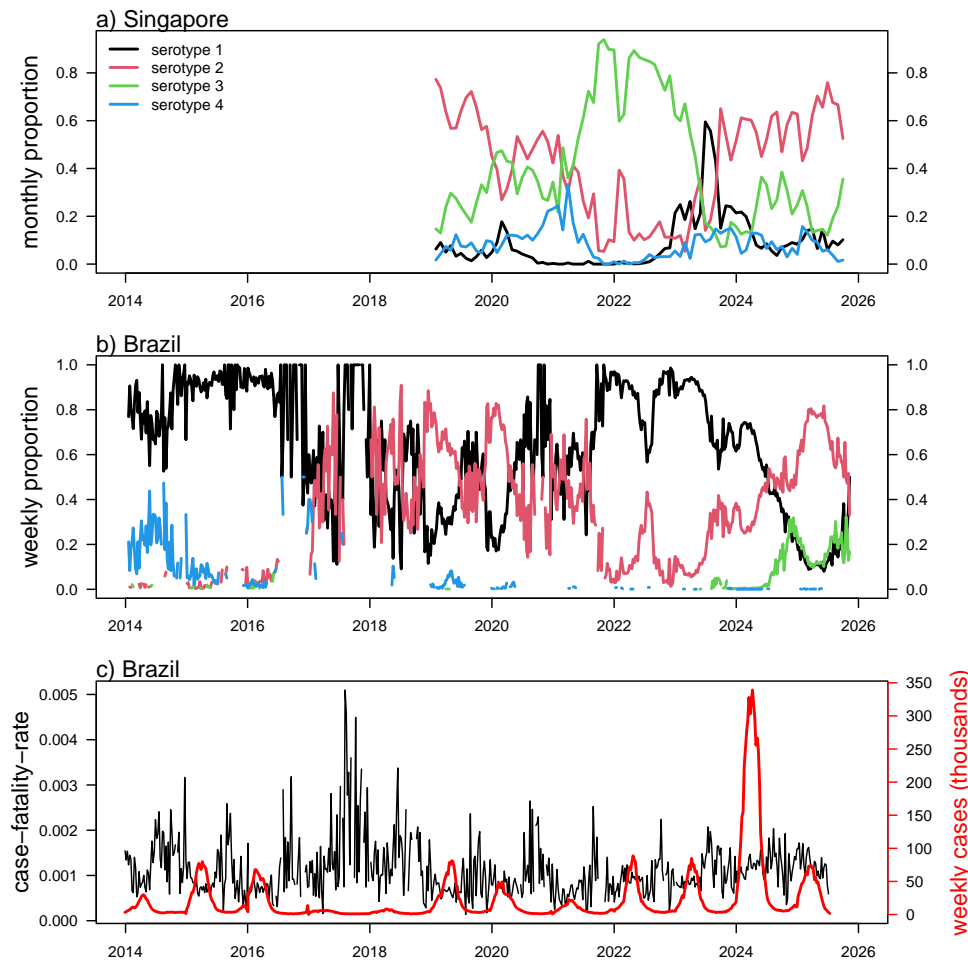 a) Singapore
monthly proportion
0.8
0.6
0.4
0.2
0.0
serotype 1
serotype 2
serotype 3
serotype 4
0.8
0.6
0.4
0.2
0.0
2014 2016 2018 2020 2022 2024 2026
b) Brazil
weekly proportion
1.0
0.8
0.6
0.4
0.2
0.0
1.0
0.8
0.6
0.4
0.2
0.0
2014 2016 2018 2020 2022 2024 2026
c) Brazil
case−fatality−rate
0.005
0.004
0.003
0.002
0.001
0.000
350
300
250
200
150
100
50
0
weekly cases (thousands)
2014 2016 2018 2020 2022 2024 2026